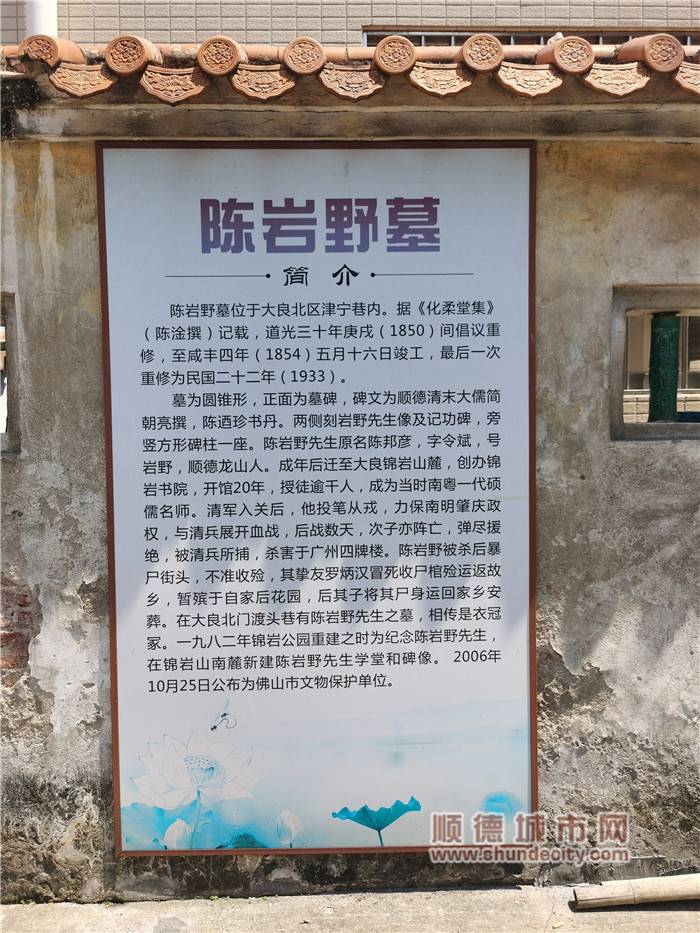 陈岩野墓
简介
陈岩野墓位于大良北区津宁巷内。据《化柔堂集》
（陈淦撰）记载，道光三十年庚戌（1850）间倡议重
修，至咸丰四年（1854）五月十六日竣工，最后一次
重修为民国二十二年（1933）。
墓为圆锥形，正面为墓碑，碑文为顺德清末大儒简
朝亮撰，陈迺珍书丹。两侧刻岩野先生像及记功碑，旁
竖方形碑柱一座。陈岩野先生原名陈邦彦，字令斌，号
岩野，顺德龙山人。成年后迁至大良锦岩山麓，创办锦
岩书院，开馆20年，授徒逾千人，成为当时南粤一代硕
儒名师。清军入关后，他投笔从戎，力保南明肇庆政
权，与清兵展开血战，后战数天，次子亦阵亡，弹尽援
绝，被清兵所捕，杀害于广州四牌楼。陈岩野被杀后暴
尸街头，不准收殓，其挚友罗炳汉冒死收尸棺殓运返故
乡，暂殡于自家后花园，后其子将其尸身运回家乡安
葬。在大良北门渡头巷有陈岩野先生之墓，相传是衣冠
冢。一九八二年锦岩公园重建之时为纪念陈岩野先生，
在锦岩山南麓新建陈岩野先生学堂和碑像。 2006年
10月25日公布为佛山市文物保护单位。
顺德城市网
www.shundecity.com